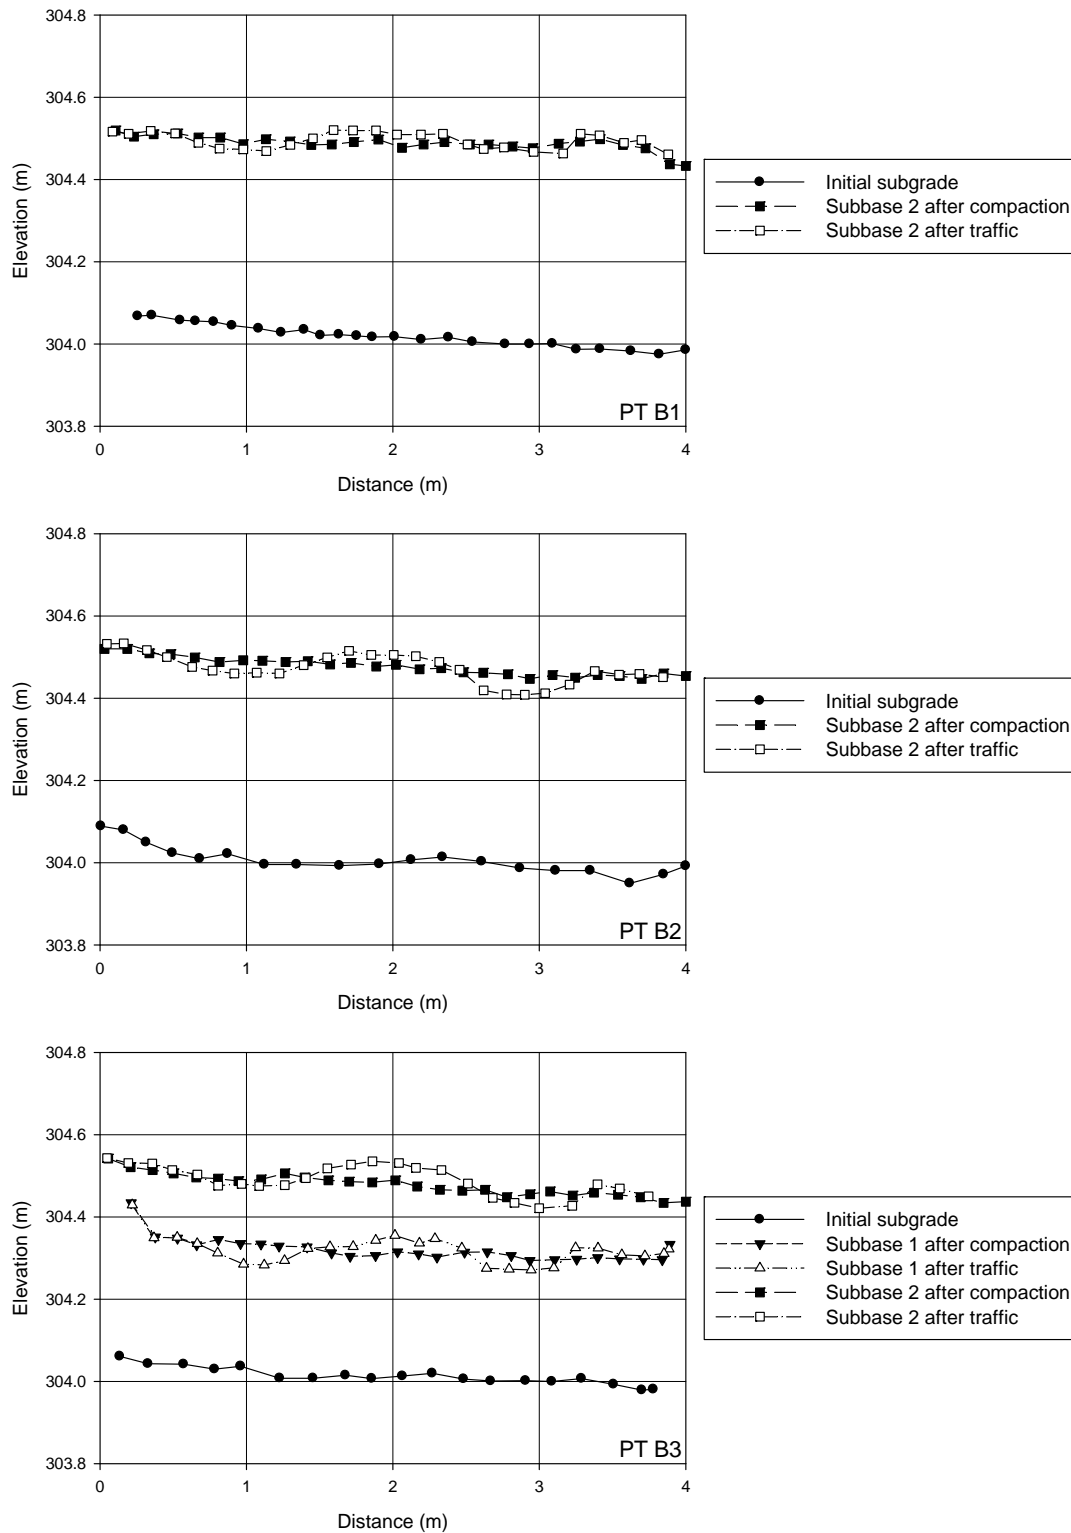 304.8
304.6
304.4
304.2
304.0
303.8
Elevation (m)
0 1 2 3 4
Distance (m)
PT B1
Initial subgrade
Subbase 2 after compaction
Subbase 2 after traffic
304.8
304.6
304.4
304.2
304.0
303.8
Elevation (m)
0 1 2 3 4
Distance (m)
PT B2
Initial subgrade
Subbase 2 after compaction
Subbase 2 after traffic
304.8
304.6
304.4
304.2
304.0
303.8
Elevation (m)
0 1 2 3 4
Distance (m)
PT B3
Initial subgrade
Subbase 1 after compaction
Subbase 1 after traffic
Subbase 2 after compaction
Subbase 2 after traffic